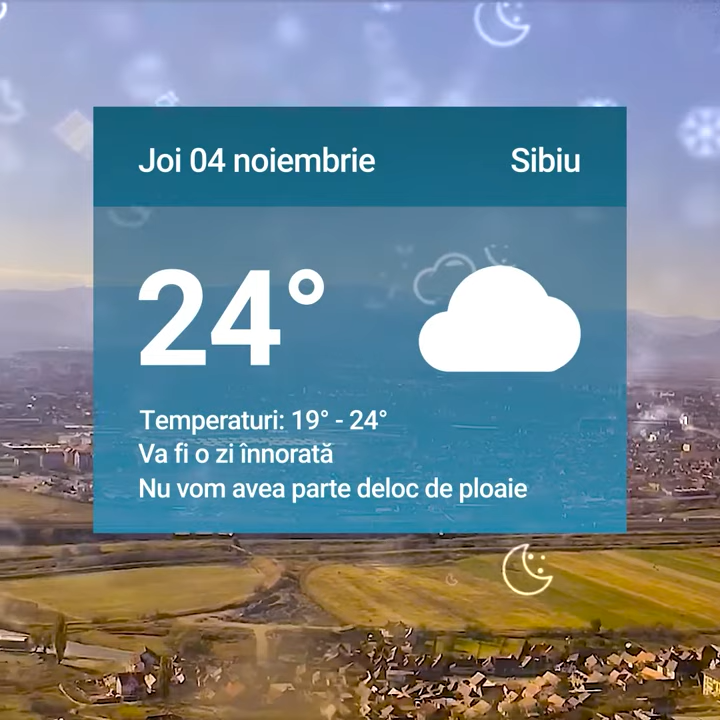 Joi 04 noiembrie
Sibiu
24°
Temperaturi: 19° - 24°
Va fi o zi înnorată
Nu vom avea parte deloc de ploaie